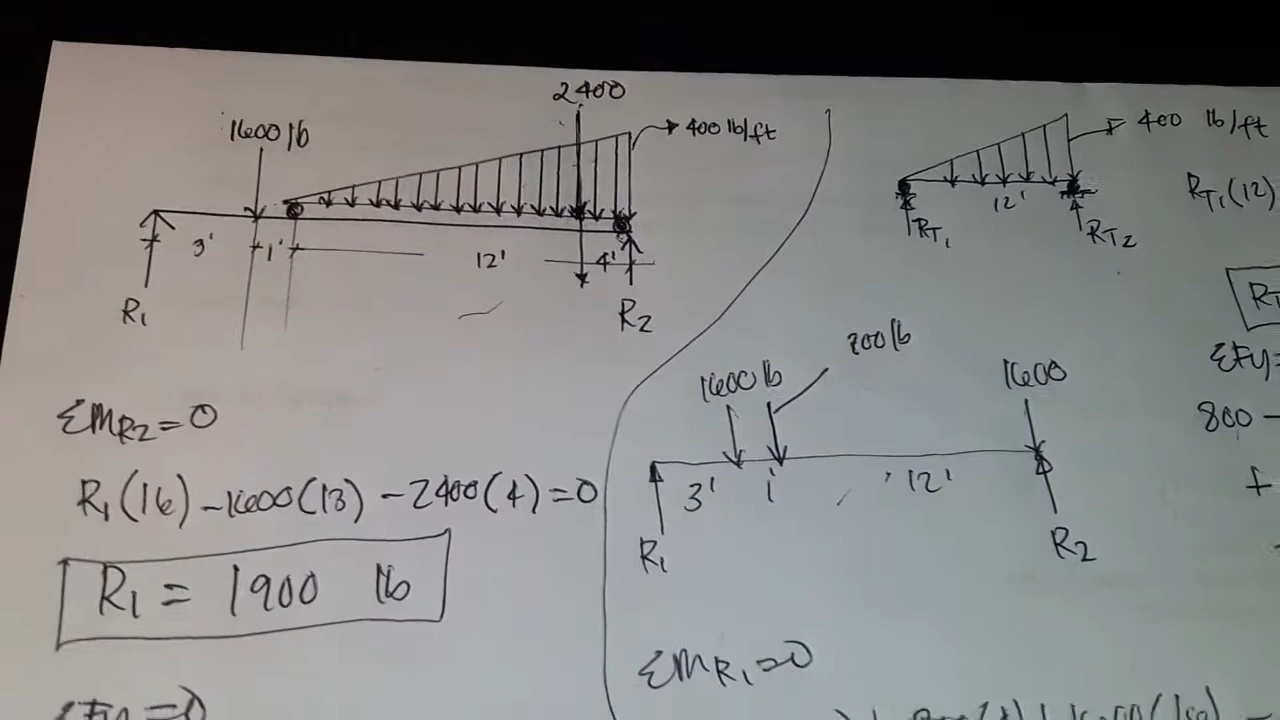 2400
1600 lb
400 lb/ft
3'
1'
12'
4'
R1
R2
ΣMR2=0
R1(16) -1600(13) -2400(4)=0
R1 = 1900 lb
400 lb/ft
12'
RT1
RT2
RT1(12)
ΣFy=
800 -
1600 lb
800 lb
1600
3'
1'
12'
R1
R2
ΣMR1=0